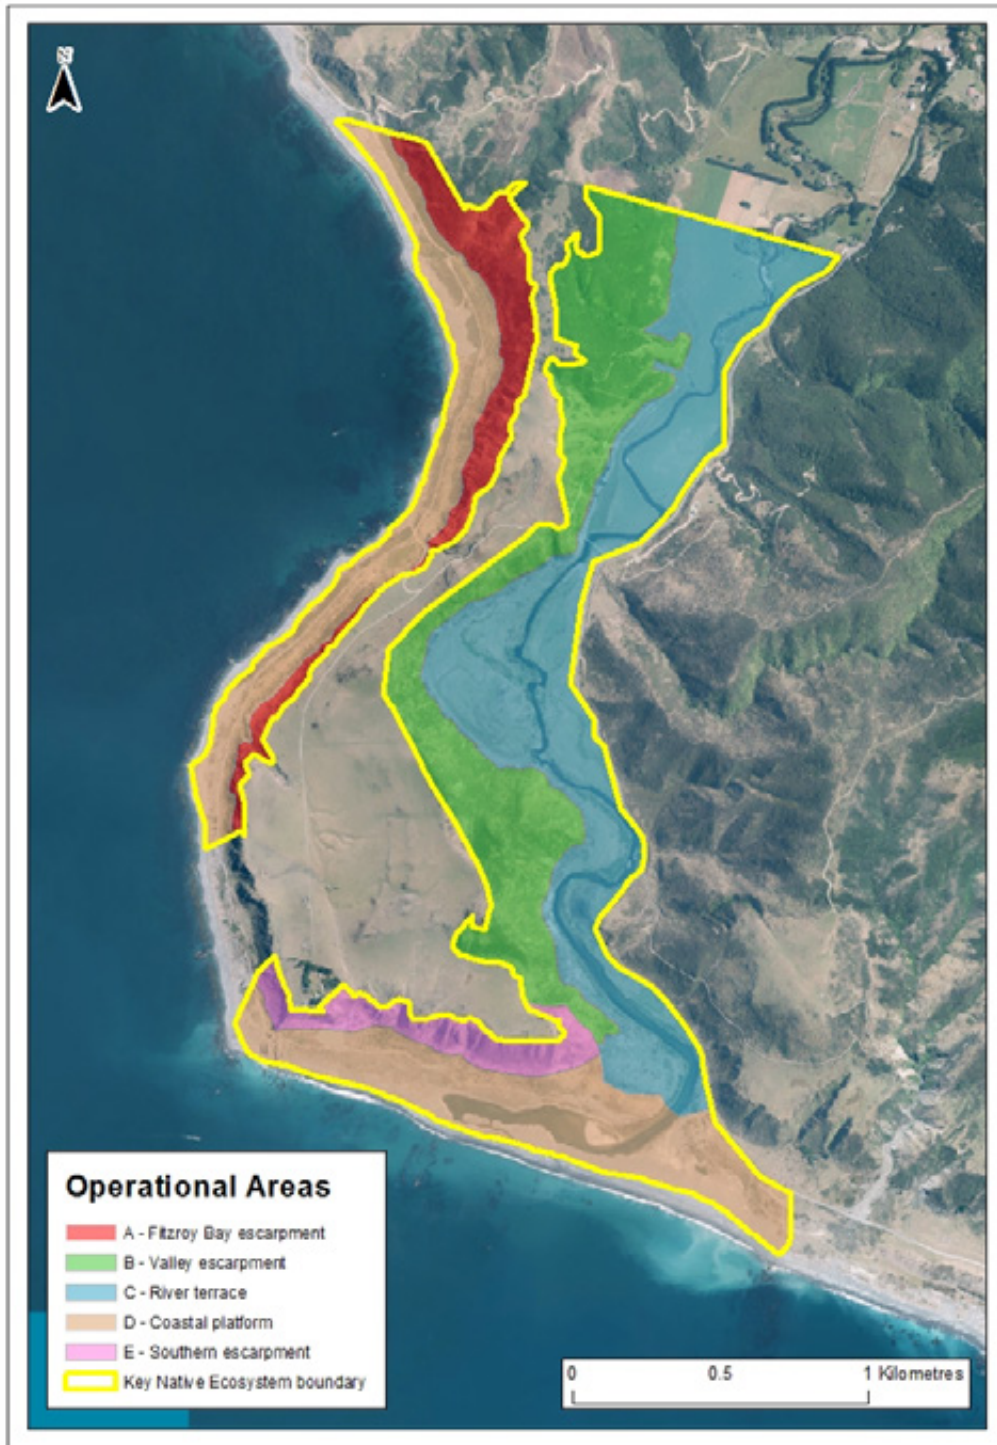 N
Operational Areas
A - Fitzroy Bay escarpment
B - Valley escarpment
C - River terrace
D - Coastal platform
E - Southern escarpment
Key Native Ecosystem boundary
0 0.5 1 Kilometres